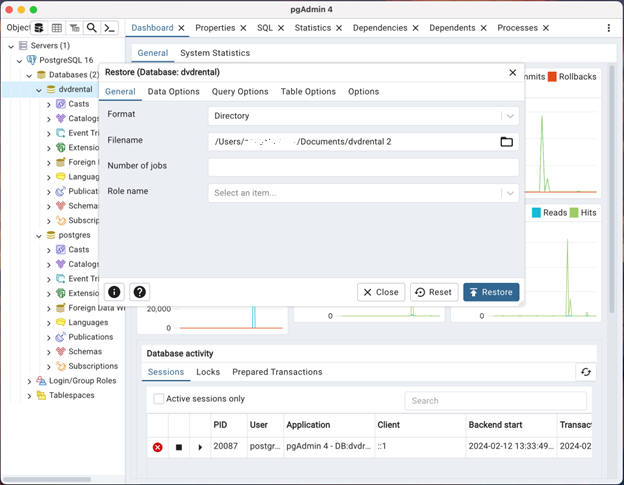 pgAdmin 4
Object
Dashboard
Properties
SQL
Statistics
Dependencies
Dependents
Processes
Servers (1)
PostgreSQL 16
Databases (2)
dvdrental
Casts
Catalogs
Event Tri
Extension
Foreign
Languag
Publicati
Schemas
Subscrip
postgres
Casts
Catalogs
Event Tri
Extension
Foreign Data W
Languages
Publications
Schemas
Subscriptions
Login/Group Roles
Tablespaces
General System Statistics
mmits Rollbacks
Restore (Database: dvdrental)
General Data Options Query Options Table Options Options
Format Directory
Filename /Users/ /Documents/dvdrental 2
Number of jobs
Role name Select an item...
Close Reset Restore
Reads Hits
20,000
0
0
0
Database activity
Sessions Locks Prepared Transactions
Active sessions only Search
PID User Application Client Backend start Transac
20087 postgr... pgAdmin 4 - DB:dvdr... ::1 2024-02-12 13:33:49... 2024-02